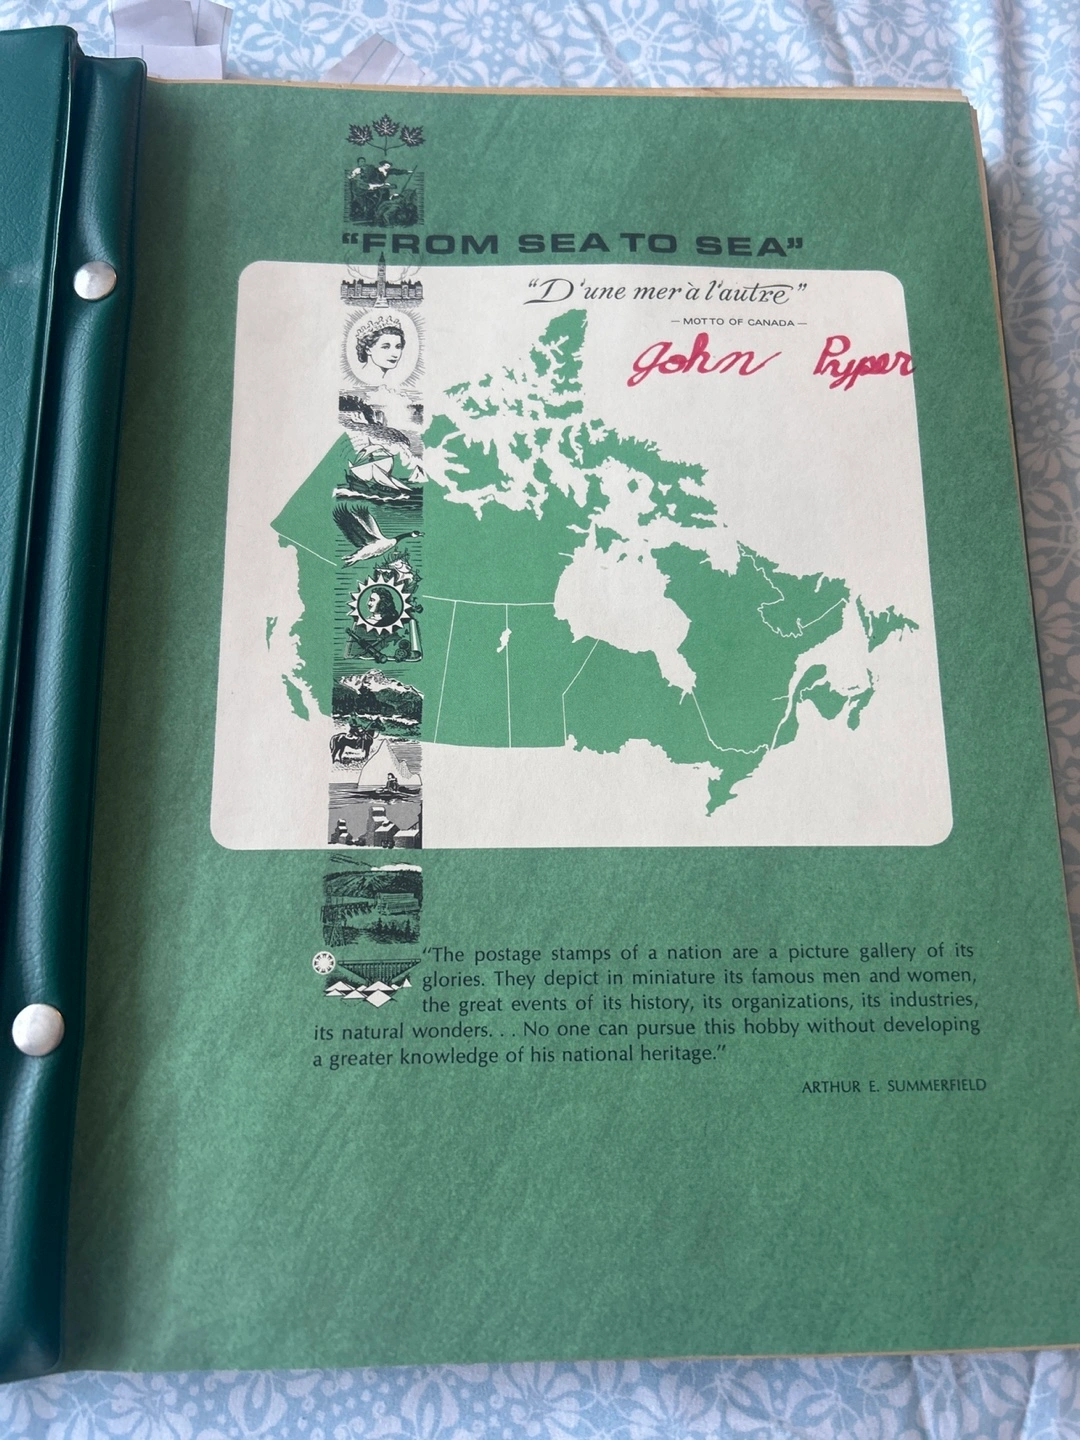 "FROM SEA TO SEA"
"D'une mer à l'autre"
— MOTTO OF CANADA —
John Pryper
"The postage stamps of a nation are a picture gallery of its
glories. They depict in miniature its famous men and women,
the great events of its history, its organizations, its industries,
its natural wonders. . . No one can pursue this hobby without developing
a greater knowledge of his national heritage."
ARTHUR E. SUMMERFIELD